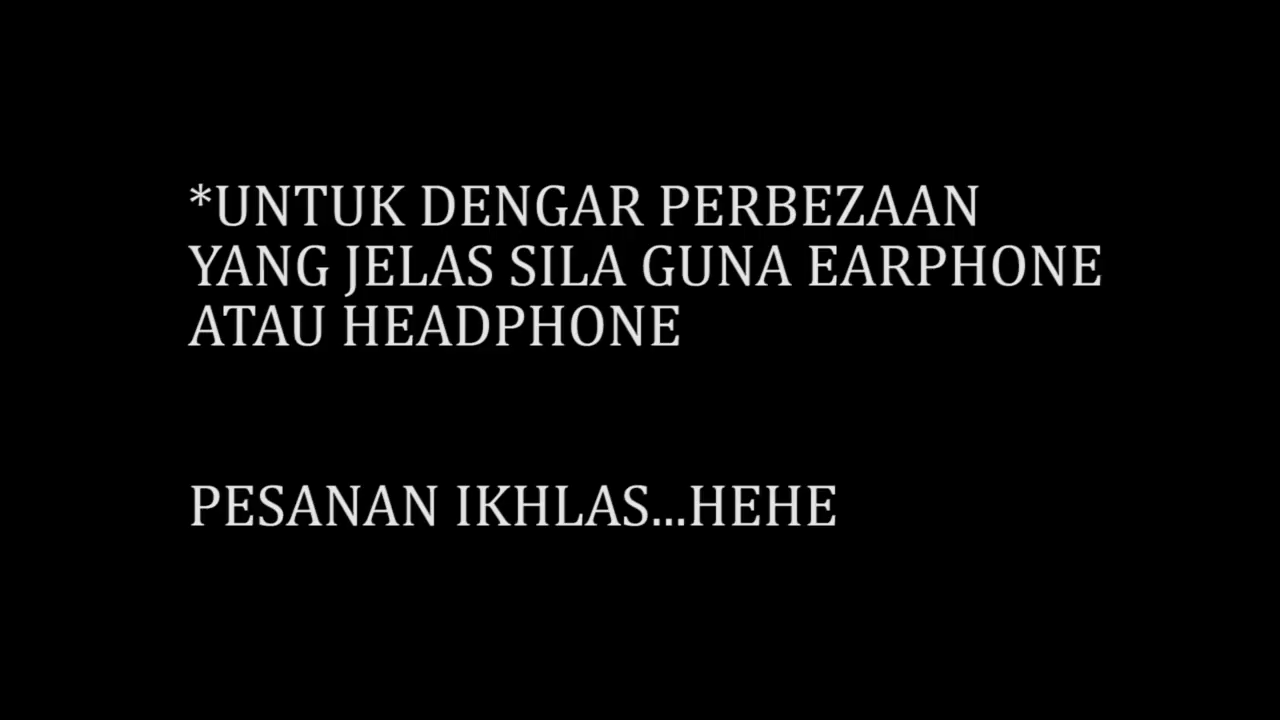 *UNTUK DENGAR PERBEZAAN
YANG JELAS SILA GUNA EARPHONE
ATAU HEADPHONE
PESANAN IKHLAS...HEHE